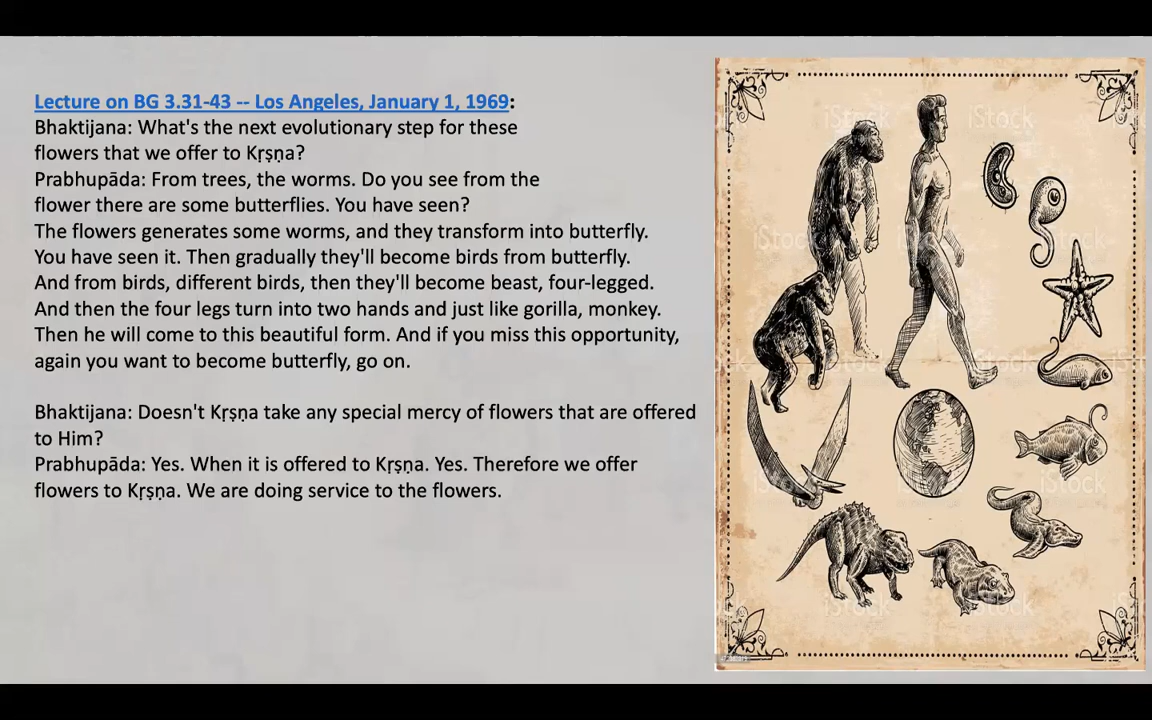 Lecture on BG 3.31-43 -- Los Angeles, January 1, 1969:
Bhaktijana: What's the next evolutionary step for these
flowers that we offer to Kṛṣṇa?
Prabhupāda: From trees, the worms. Do you see from the
flower there are some butterflies. You have seen?
The flowers generates some worms, and they transform into butterfly.
You have seen it. Then gradually they'll become birds from butterfly.
And from birds, different birds, then they'll become beast, four-legged.
And then the four legs turn into two hands and just like gorilla, monkey.
Then he will come to this beautiful form. And if you miss this opportunity,
again you want to become butterfly, go on.
Bhaktijana: Doesn't Kṛṣṇa take any special mercy of flowers that are offered
to Him?
Prabhupāda: Yes. When it is offered to Kṛṣṇa. Yes. Therefore we offer
flowers to Kṛṣṇa. We are doing service to the flowers.
iStock
iStock
iStock
iStock
iStock
iStock